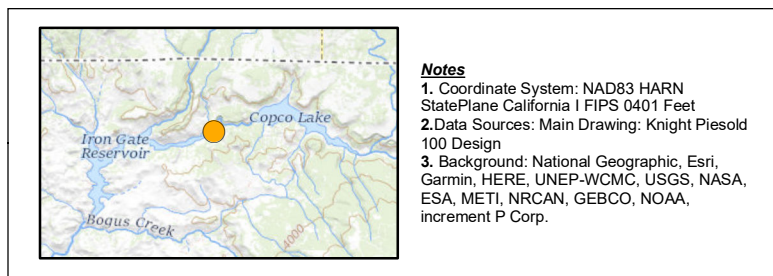 Copco Lake
Iron Gate
Reservoir
Bogus Creek
4000
Notes
1. Coordinate System: NAD83 HARN
StatePlane California I FIPS 0401 Feet
2.Data Sources: Main Drawing: Knight Piesold
100 Design
3. Background: National Geographic, Esri,
Garmin, HERE, UNEP-WCMC, USGS, NASA,
ESA, METI, NRCAN, GEBCO, NOAA,
increment P Corp.